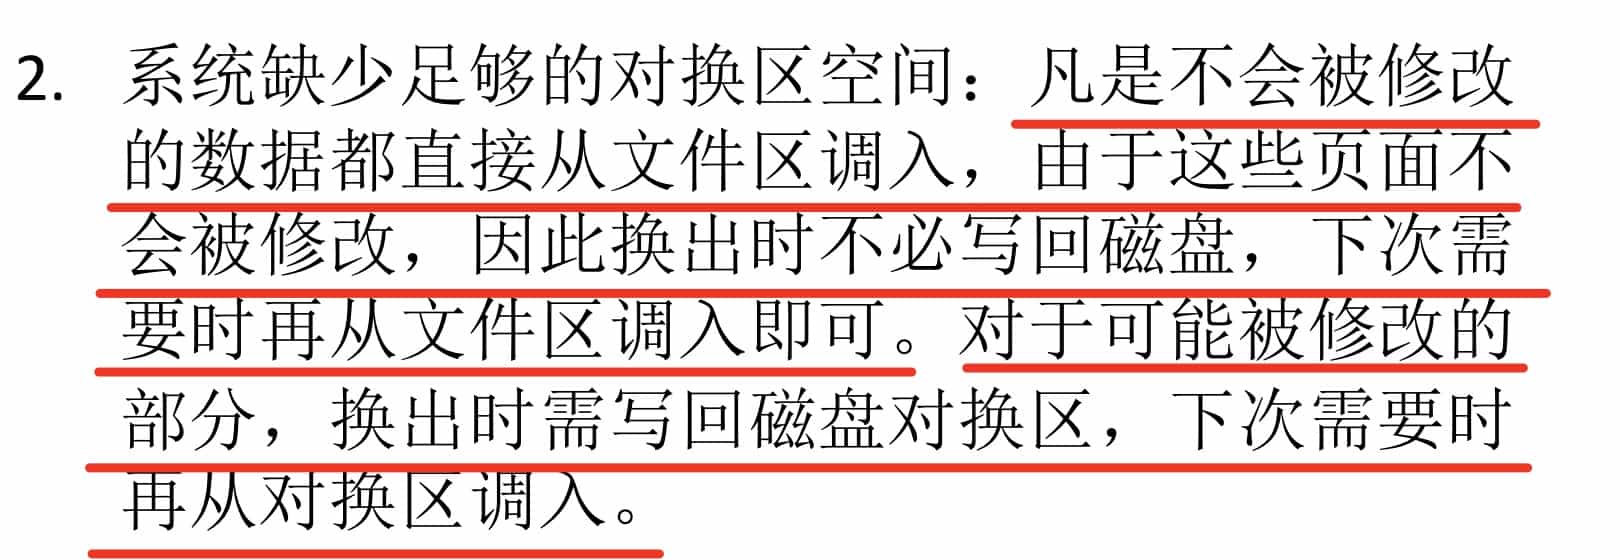 2. 系统缺少足够的对换区空间：凡是不会被修改
的数据都直接从文件区调入，由于这些页面不
会被修改，因此换出时不必写回磁盘，下次需
要时再从文件区调入即可。对于可能被修改的
部分，换出时需写回磁盘对换区，下次需要时
再从对换区调入。